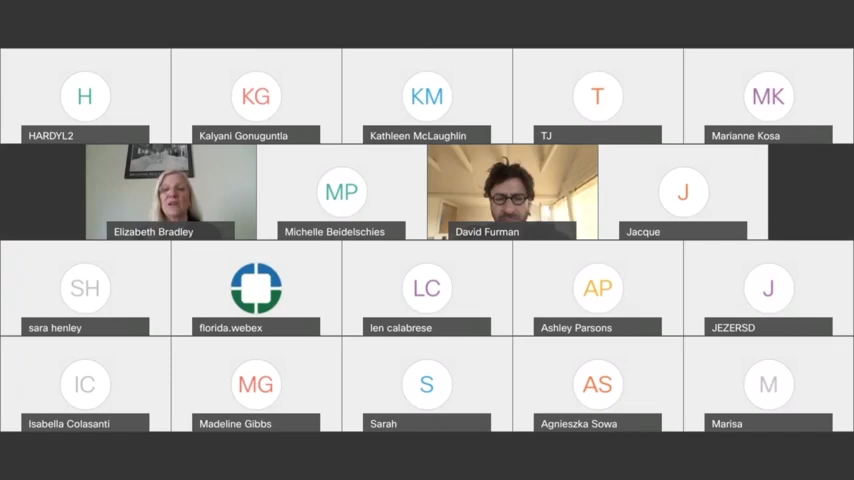 H
KG
KM
T
MK
HARDYL2
Kalyani Gonuguntla
Kathleen McLaughlin
TJ
Marianne Kosa
MP
J
Elizabeth Bradley
Michelle Beidelschies
David Furman
Jacque
SH
LC
AP
J
sara henley
florida.webex
len calabrese
Ashley Parsons
JEZERSD
IC
MG
S
AS
M
Isabella Colasanti
Madeline Gibbs
Sarah
Agnieszka Sowa
Marisa